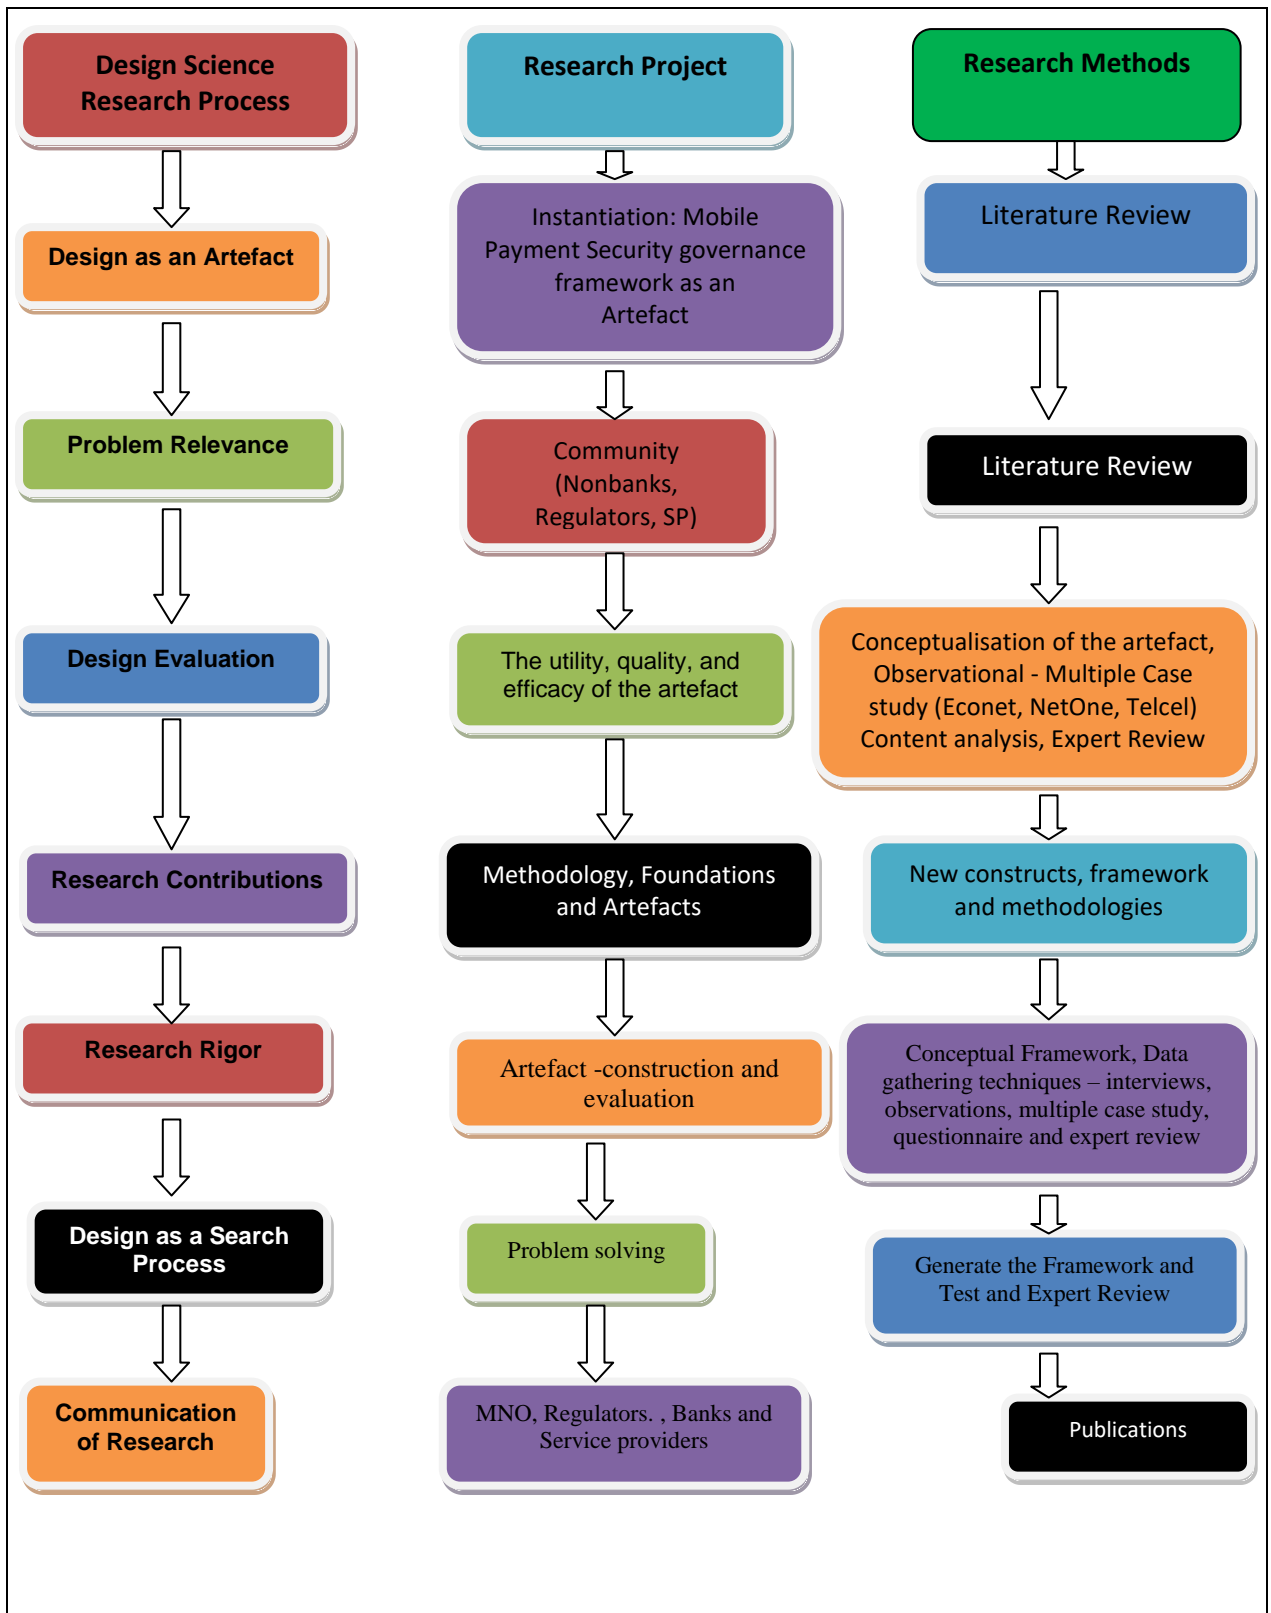 Design Science
Research Process
Design as an Artefact
Problem Relevance
Design Evaluation
Research Contributions
Research Rigor
Design as a Search
Process
Communication
of Research
Research Project
Instantiation: Mobile
Payment Security governance
framework as an
Artefact
Community
(Nonbanks,
Regulators, SP)
The utility, quality, and
efficacy of the artefact
Methodology, Foundations
and Artefacts
Artefact -construction and
evaluation
Problem solving
MNO, Regulators. , Banks and
Service providers
Research Methods
Literature Review
Literature Review
Conceptualisation of the artefact,
Observational - Multiple Case
study (Econet, NetOne, Telcel)
Content analysis, Expert Review
New constructs, framework
and methodologies
Conceptual Framework, Data
gathering techniques – interviews,
observations, multiple case study,
questionnaire and expert review
Generate the Framework and
Test and Expert Review
Publications